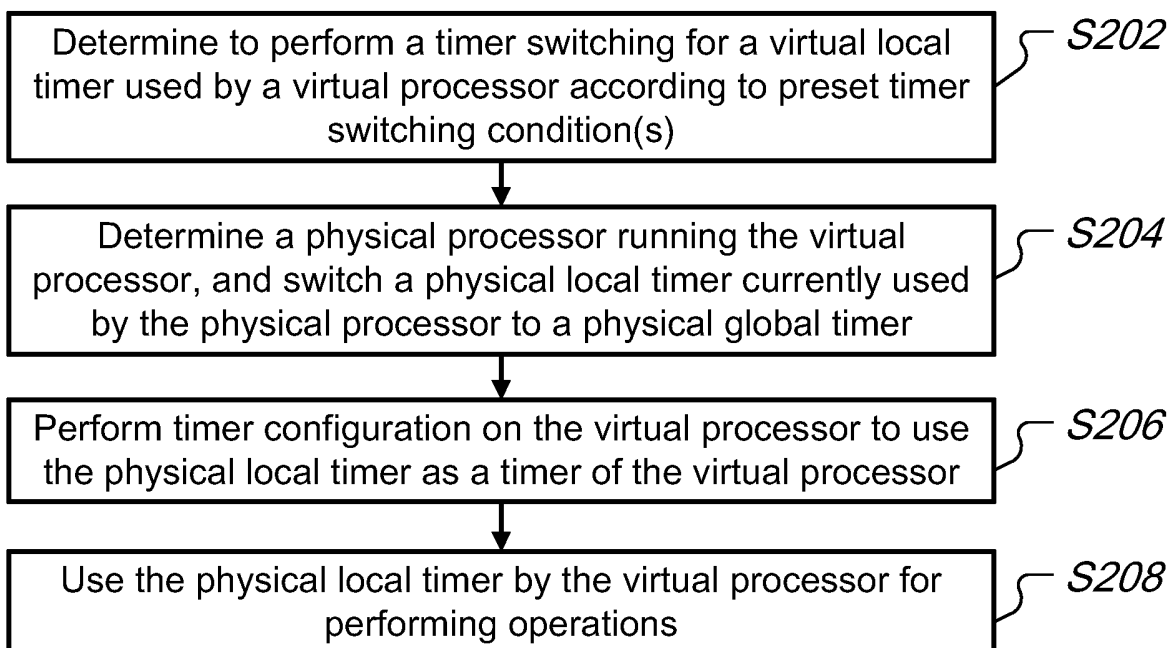 Determine to perform a timer switching for a virtual local
timer used by a virtual processor according to preset timer
switching condition(s)
S202
Determine a physical processor running the virtual
processor, and switch a physical local timer currently used
by the physical processor to a physical global timer
S204
Perform timer configuration on the virtual processor to use
the physical local timer as a timer of the virtual processor
S206
Use the physical local timer by the virtual processor for
performing operations
S208